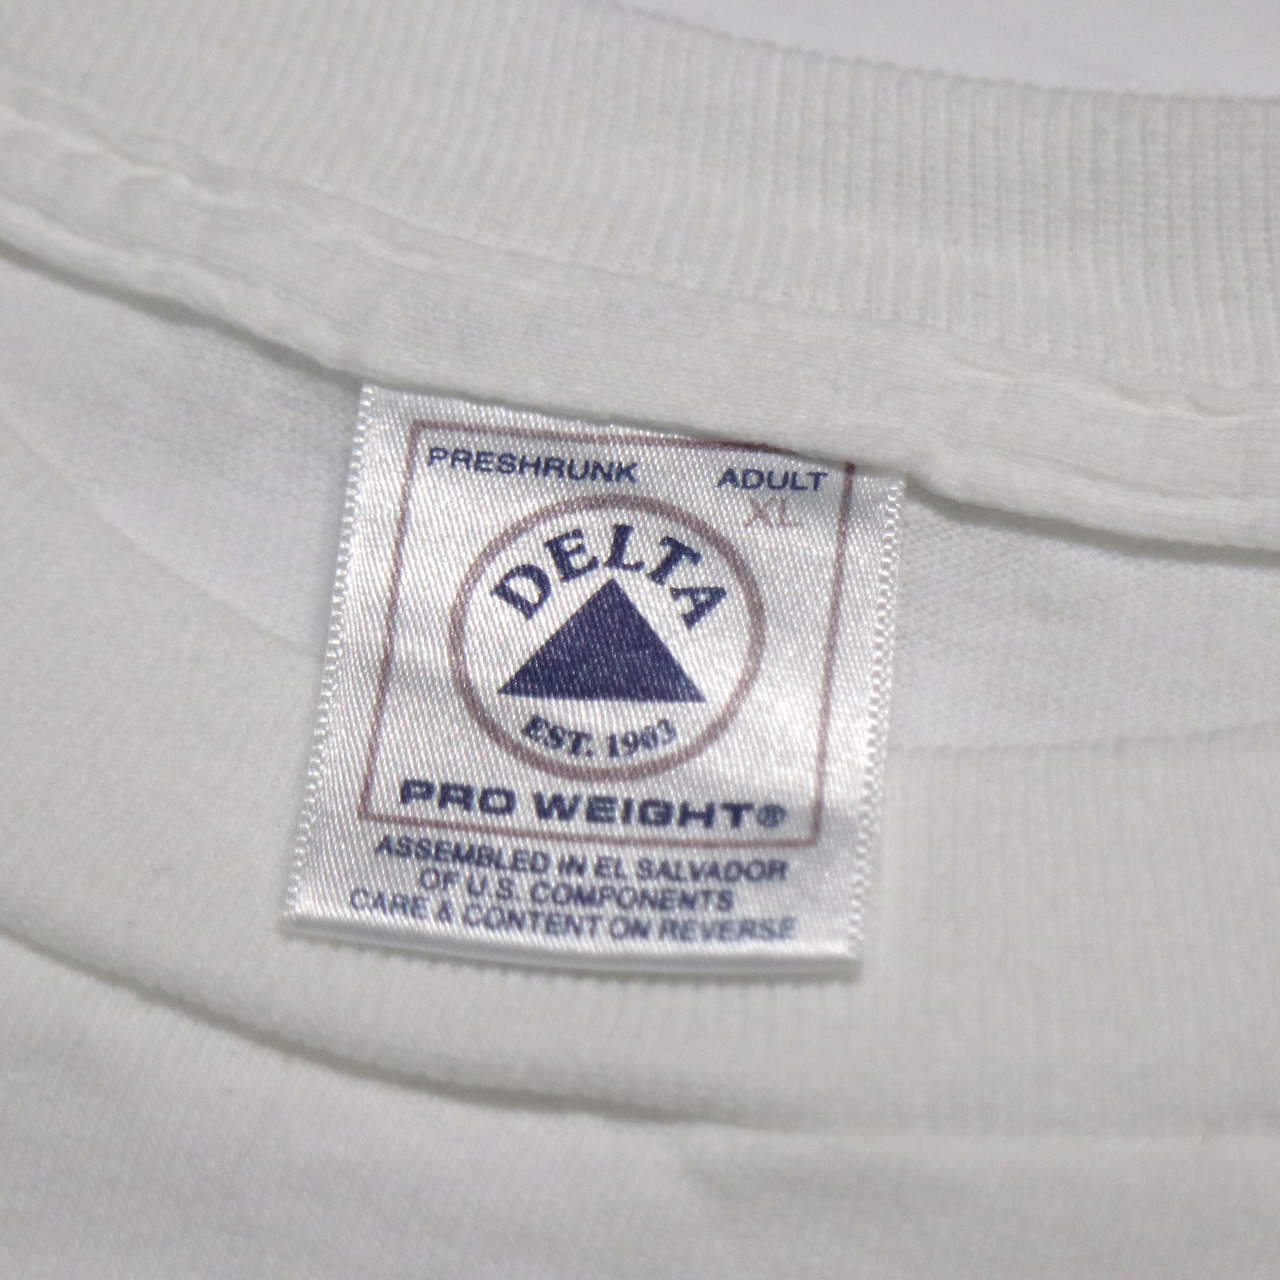 PRESHRUNK ADULT
XL
DELTA
EST. 1903
PRO WEIGHT®
ASSEMBLED IN EL SALVADOR
OF U.S. COMPONENTS
CARE & CONTENT ON REVERSE